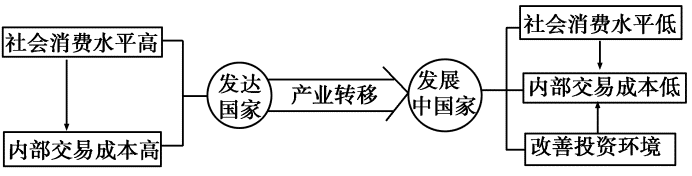 社会消费水平高
内部交易成本高
发达
国家
产业转移
发展
中国家
社会消费水平低
内部交易成本低
改善投资环境